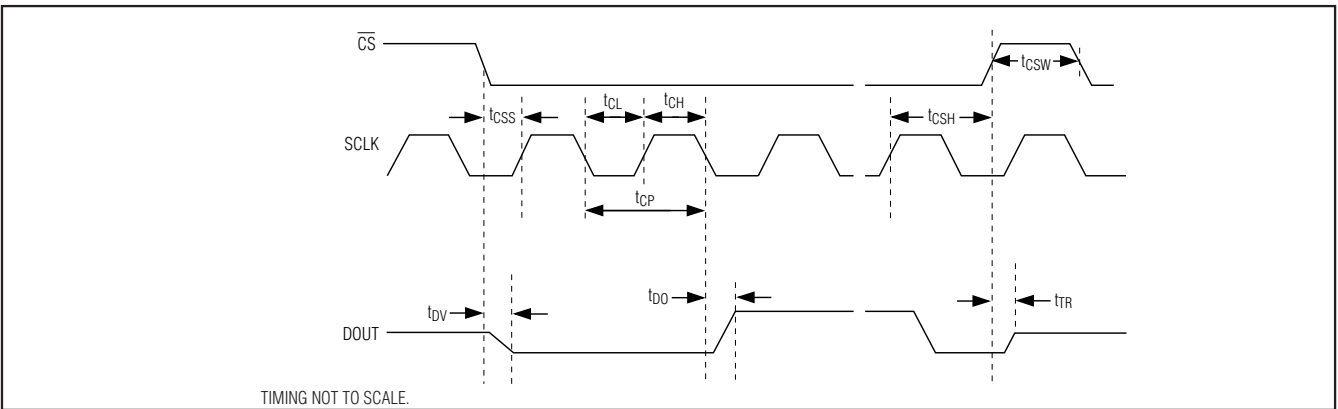 CS
tCSW
tCSS
tCL
tCH
tCSH
SCLK
tCP
tDV
tDO
tTR
DOUT
TIMING NOT TO SCALE.